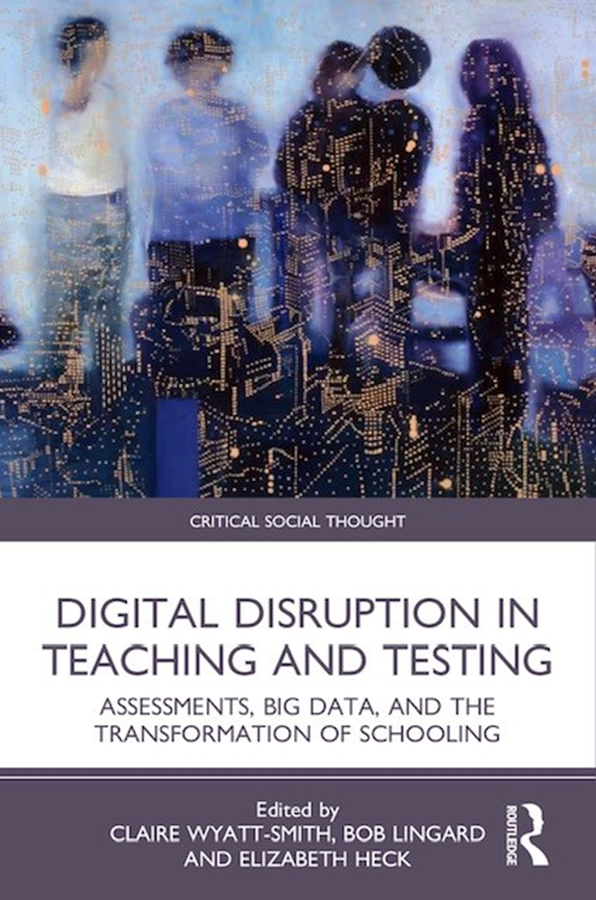 CRITICAL SOCIAL THOUGHT
DIGITAL DISRUPTION IN
TEACHING AND TESTING
ASSESSMENTS, BIG DATA, AND THE
TRANSFORMATION OF SCHOOLING
Edited by
CLAIRE WYATT-SMITH, BOB LINGARD
AND ELIZABETH HECK
ROUTLEDGE